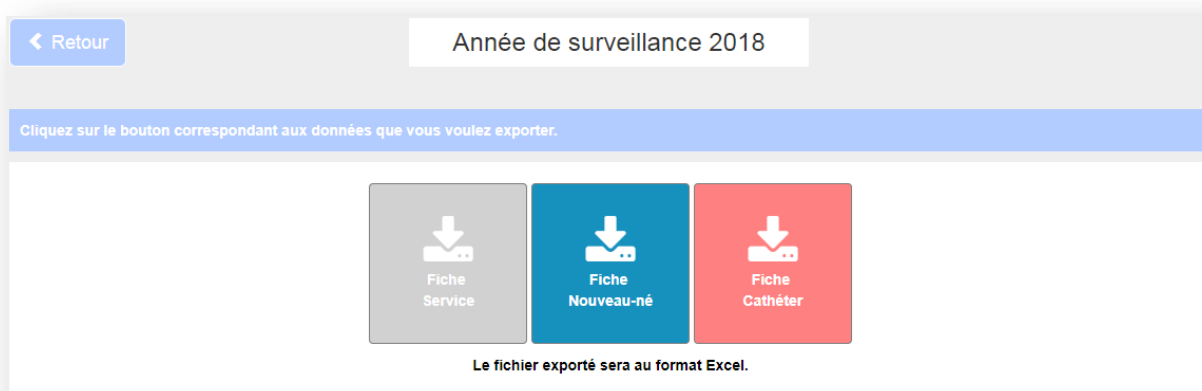 Retour
Année de surveillance 2018
Cliquez sur le bouton correspondant aux données que vous voulez exporter.
Fiche
Service
Fiche
Nouveau-né
Fiche
Cathéter
Le fichier exporté sera au format Excel.